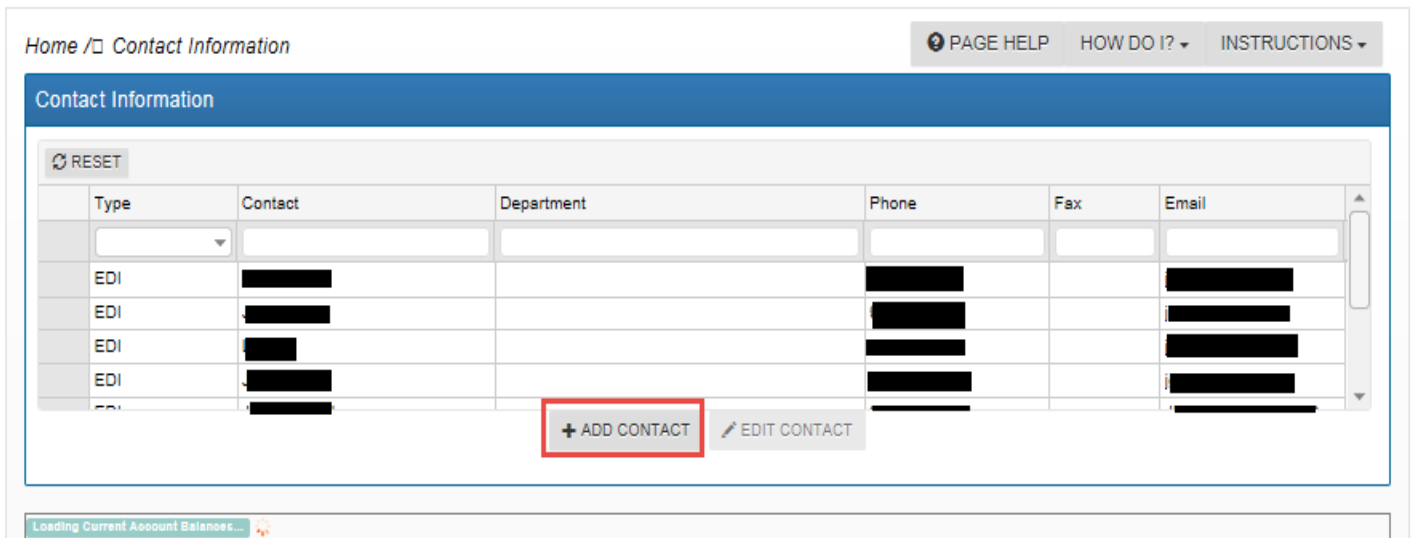 Home /□ Contact Information
PAGE HELP HOW DO I? INSTRUCTIONS
Contact Information
RESET
Type Contact Department Phone Fax Email
EDI
EDI
EDI
EDI
EDI
+ ADD CONTACT EDIT CONTACT
Loading Current Account Balances...